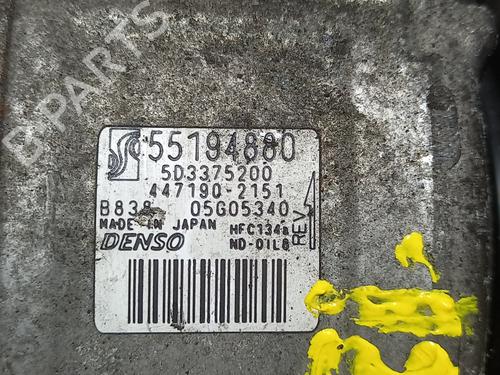 B-PARTS
55194880
5D3375200
447190-2151
B838 05G05340
MADE IN JAPAN HFC134a
DENSO ND-OIL8
REV